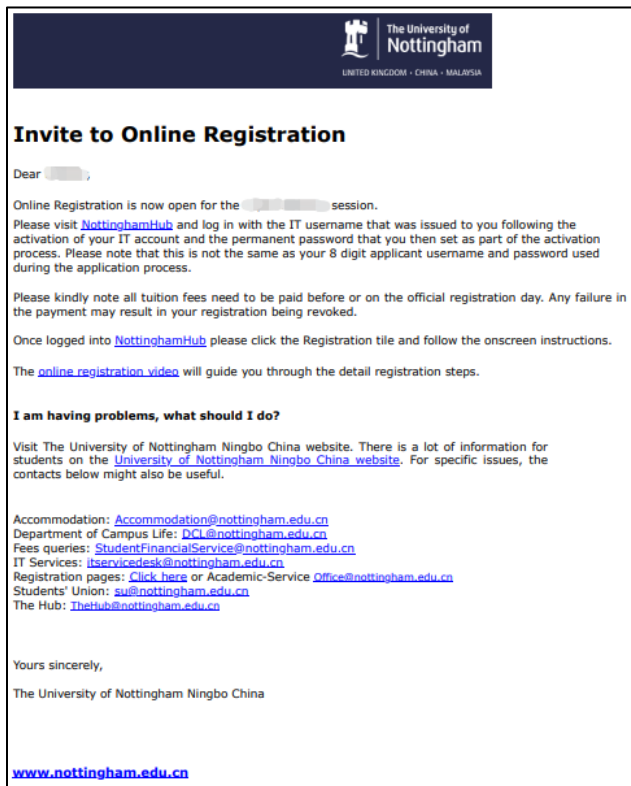 The University of
Nottingham
UNITED KINGDOM · CHINA · MALAYSIA
Invite to Online Registration
Dear ,
Online Registration is now open for the session.
Please visit NottinghamHub and log in with the IT username that was issued to you following the
activation of your IT account and the permanent password that you then set as part of the activation
process. Please note that this is not the same as your 8 digit applicant username and password used
during the application process.
Please kindly note all tuition fees need to be paid before or on the official registration day. Any failure in
the payment may result in your registration being revoked.
Once logged into NottinghamHub please click the Registration tile and follow the onscreen instructions.
The online registration video will guide you through the detail registration steps.
I am having problems, what should I do?
Visit The University of Nottingham Ningbo China website. There is a lot of information for
students on the University of Nottingham Ningbo China website. For specific issues, the
contacts below might also be useful.
Accommodation: Accommodation@nottingham.edu.cn
Department of Campus Life: DCL@nottingham.edu.cn
Fees queries: StudentFinancialService@nottingham.edu.cn
IT Services: itservicedesk@nottingham.edu.cn
Registration pages: Click here or Academic-Service Office@nottingham.edu.cn
Students' Union: su@nottingham.edu.cn
The Hub: TheHub@nottingham.edu.cn
Yours sincerely,
The University of Nottingham Ningbo China
www.nottingham.edu.cn